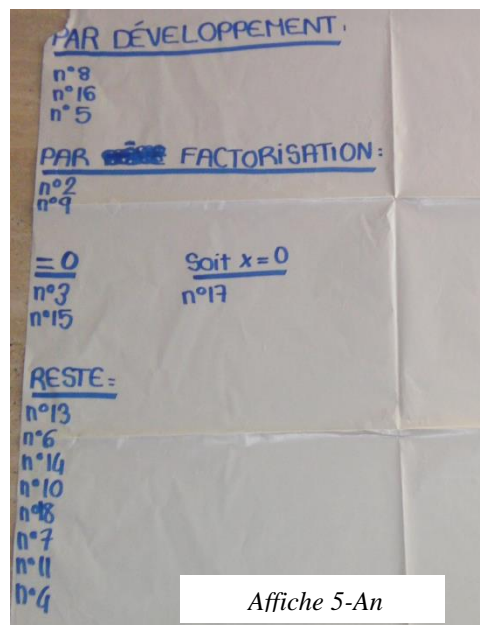 PAR DÉVELOPPEMENT:
n°8
n°16
n°5
PAR FACTORISATION:
n°2
n°9
=0
Soit x=0
n°3
n°17
n°15
RESTE:
n°13
n°6
n°14
n°10
n°18
n°7
n°11
n°4
Affiche 5-An